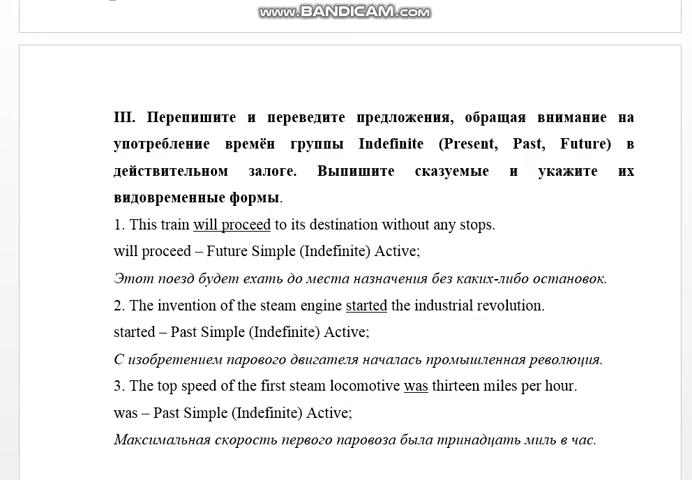 www.BANDICAM.com
III. Перепишите и переведите предложения, обращая внимание на
употребление времён группы Indefinite (Present, Past, Future) в
действительном залоге. Выпишите сказуемые и укажите их
видовременные формы.
1. This train will proceed to its destination without any stops.
will proceed – Future Simple (Indefinite) Active;
Этот поезд будет ехать до места назначения без каких-либо остановок.
2. The invention of the steam engine started the industrial revolution.
started – Past Simple (Indefinite) Active;
С изобретением парового двигателя началась промышленная революция.
3. The top speed of the first steam locomotive was thirteen miles per hour.
was – Past Simple (Indefinite) Active;
Максимальная скорость первого паровоза была тринадцать миль в час.